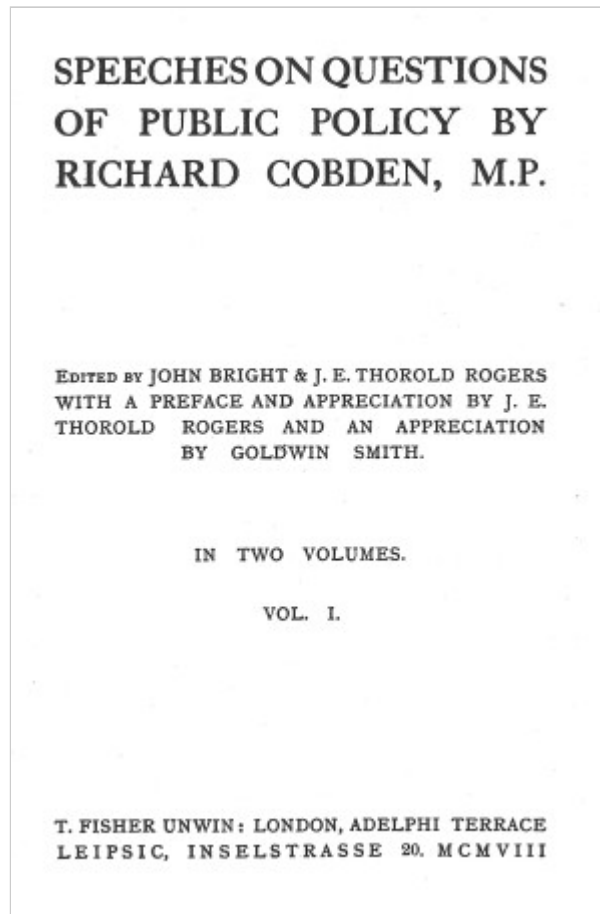 SPEECHES ON QUESTIONS
OF PUBLIC POLICY BY
RICHARD COBDEN, M.P.
EDITED BY JOHN BRIGHT & J. E. THOROLD ROGERS
WITH A PREFACE AND APPRECIATION BY J. E.
THOROLD ROGERS AND AN APPRECIATION
BY GOLDWIN SMITH.
IN TWO VOLUMES.
VOL. I.
T. FISHER UNWIN: LONDON, ADELPHI TERRACE
LEIPSIC, INSELSTRASSE 20. MCMVIII